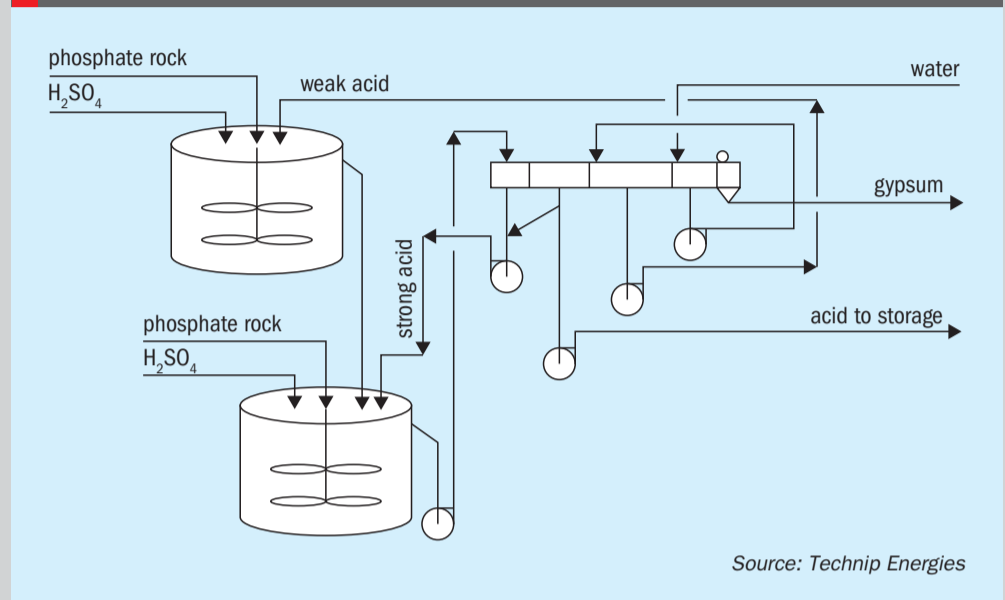 phosphate rock
H₂SO₄
weak acid
water
gypsum
strong acid
acid to storage
phosphate rock
H₂SO₄
Source: Technip Energies